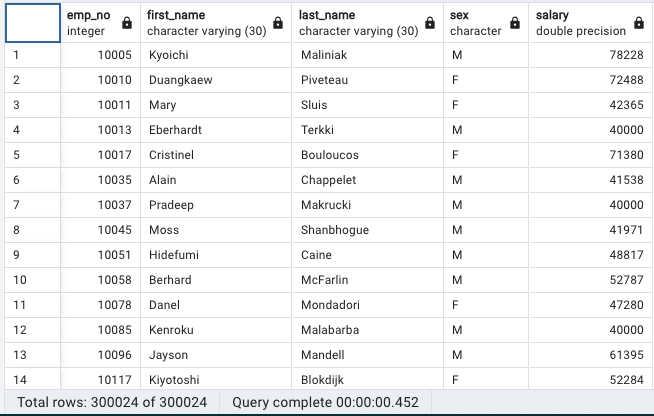 emp_no first_name last_name sex salary
integer character varying (30) character varying (30) character double precision
1 10005 Kyoichi Maliniak M 78228
2 10010 Duangkaew Piveteau F 72488
3 10011 Mary Sluis F 42365
4 10013 Eberhardt Terkki M 40000
5 10017 Cristinel Bouloucos F 71380
6 10035 Alain Chappelet M 41538
7 10037 Pradeep Makrucki M 40000
8 10045 Moss Shanbhogue M 41971
9 10051 Hidefumi Caine M 48817
10 10058 Berhard McFarlin M 52787
11 10078 Danel Mondadori F 47280
12 10085 Kenroku Malabarba M 40000
13 10096 Jayson Mandell M 61395
14 10117 Kiyotoshi Blokdijk F 52284
Total rows: 300024 of 300024 Query complete 00:00:00.452